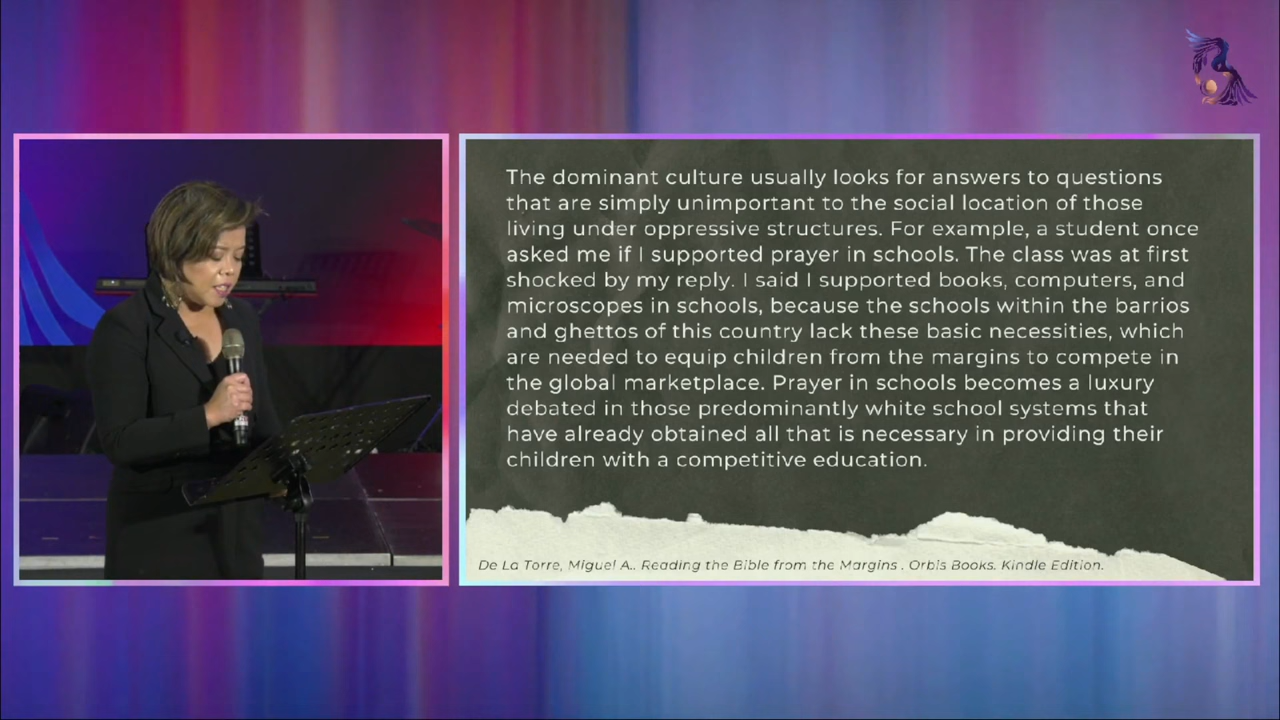 The dominant culture usually looks for answers to questions
that are simply unimportant to the social location of those
living under oppressive structures. For example, a student once
asked me if I supported prayer in schools. The class was at first
shocked by my reply. I said I supported books, computers, and
microscopes in schools, because the schools within the barrios
and ghettos of this country lack these basic necessities, which
are needed to equip children from the margins to compete in
the global marketplace. Prayer in schools becomes a luxury
debated in those predominantly white school systems that
have already obtained all that is necessary in providing their
children with a competitive education.
De La Torre, Miguel A.. Reading the Bible from the Margins . Orbis Books. Kindle Edition.